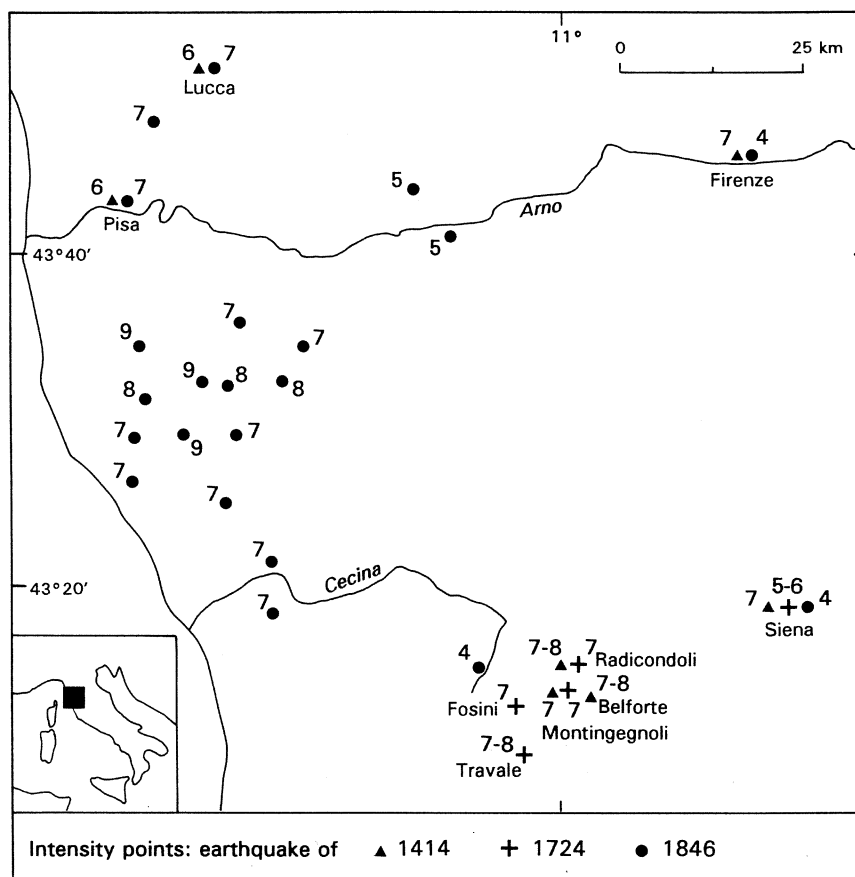 11°
0 25 km
6 7
Lucca
7
7 4
Firenze
5
6 7
Pisa
Arno
5
43°40'
7
9 7
9 8 8
8
7 9 7
7
7
7
Cecina
43°20'
7
7 5-6 4
Siena
4 7-8 7 Radicondoli
Fosini 7 7 7 7-8 Belforte
Montingegnoli
7-8
Travale
Intensity points: earthquake of ▲ 1414 + 1724 ● 1846